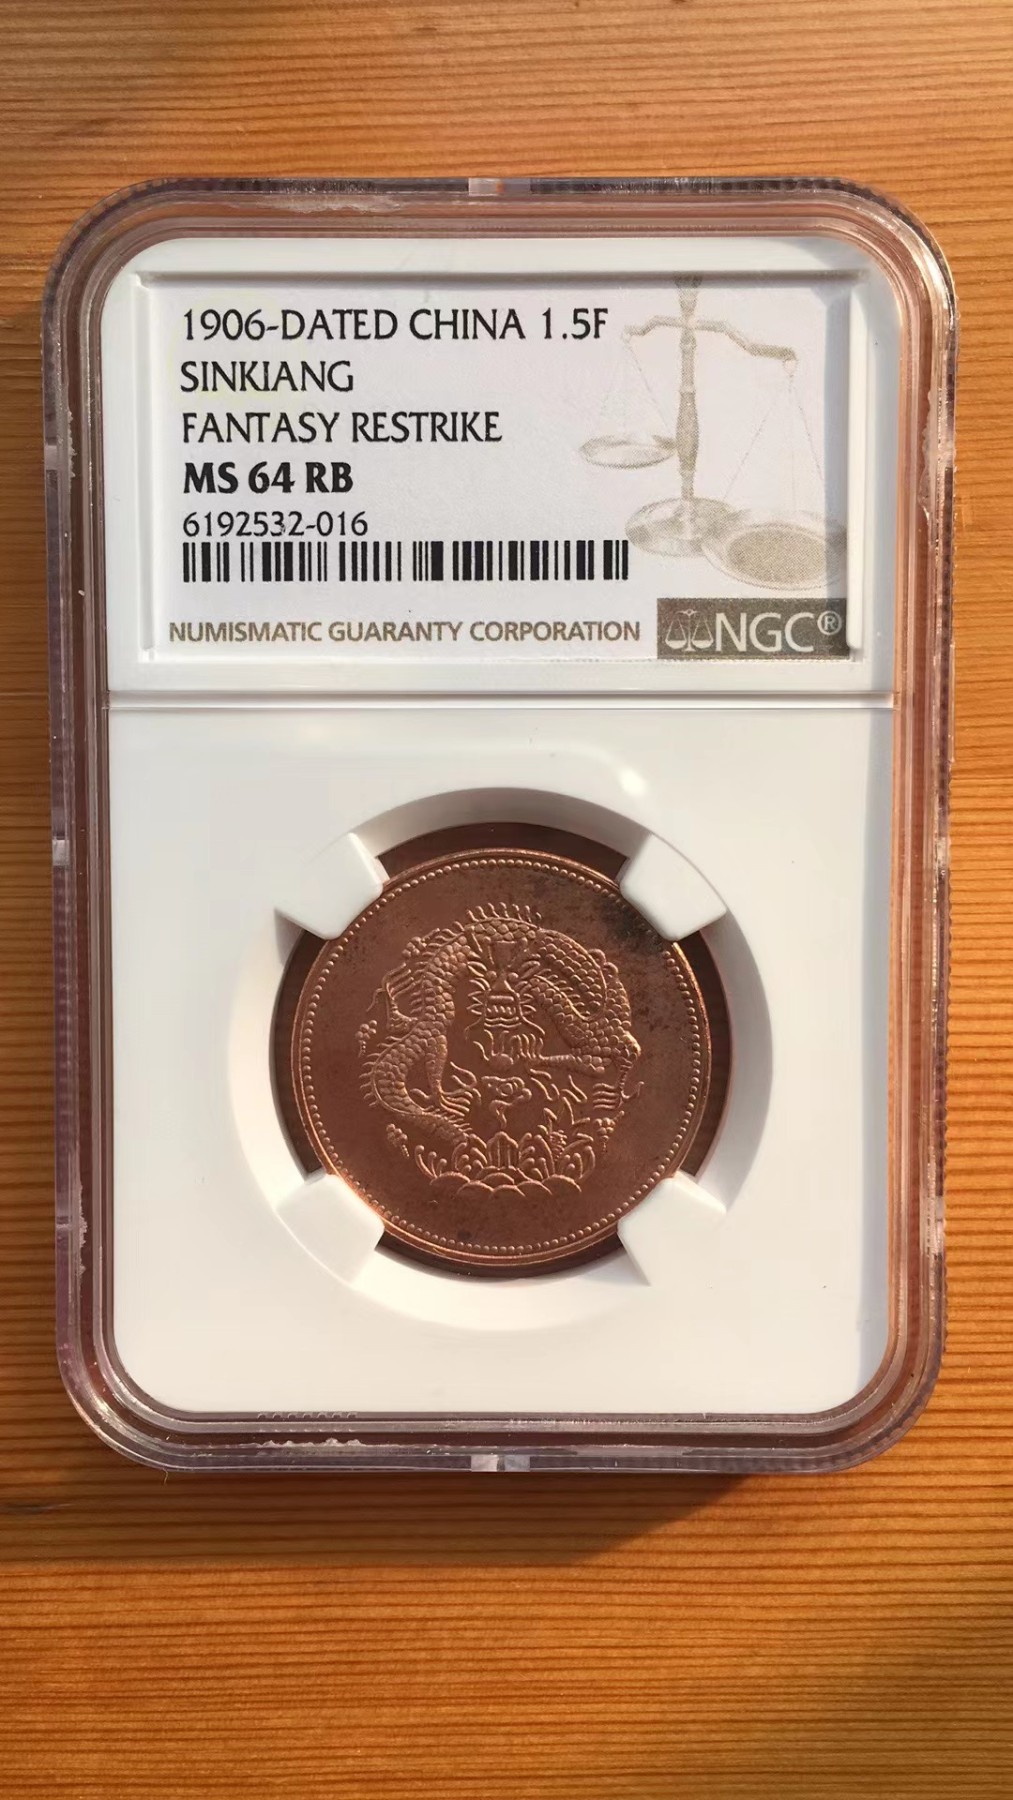 1906-DATED CHINA 1.5F
SINKIANG
FANTASY RESTRIKE
MS 64 RB
6192532-016
NUMISMATIC GUARANTY CORPORATION
NGC®